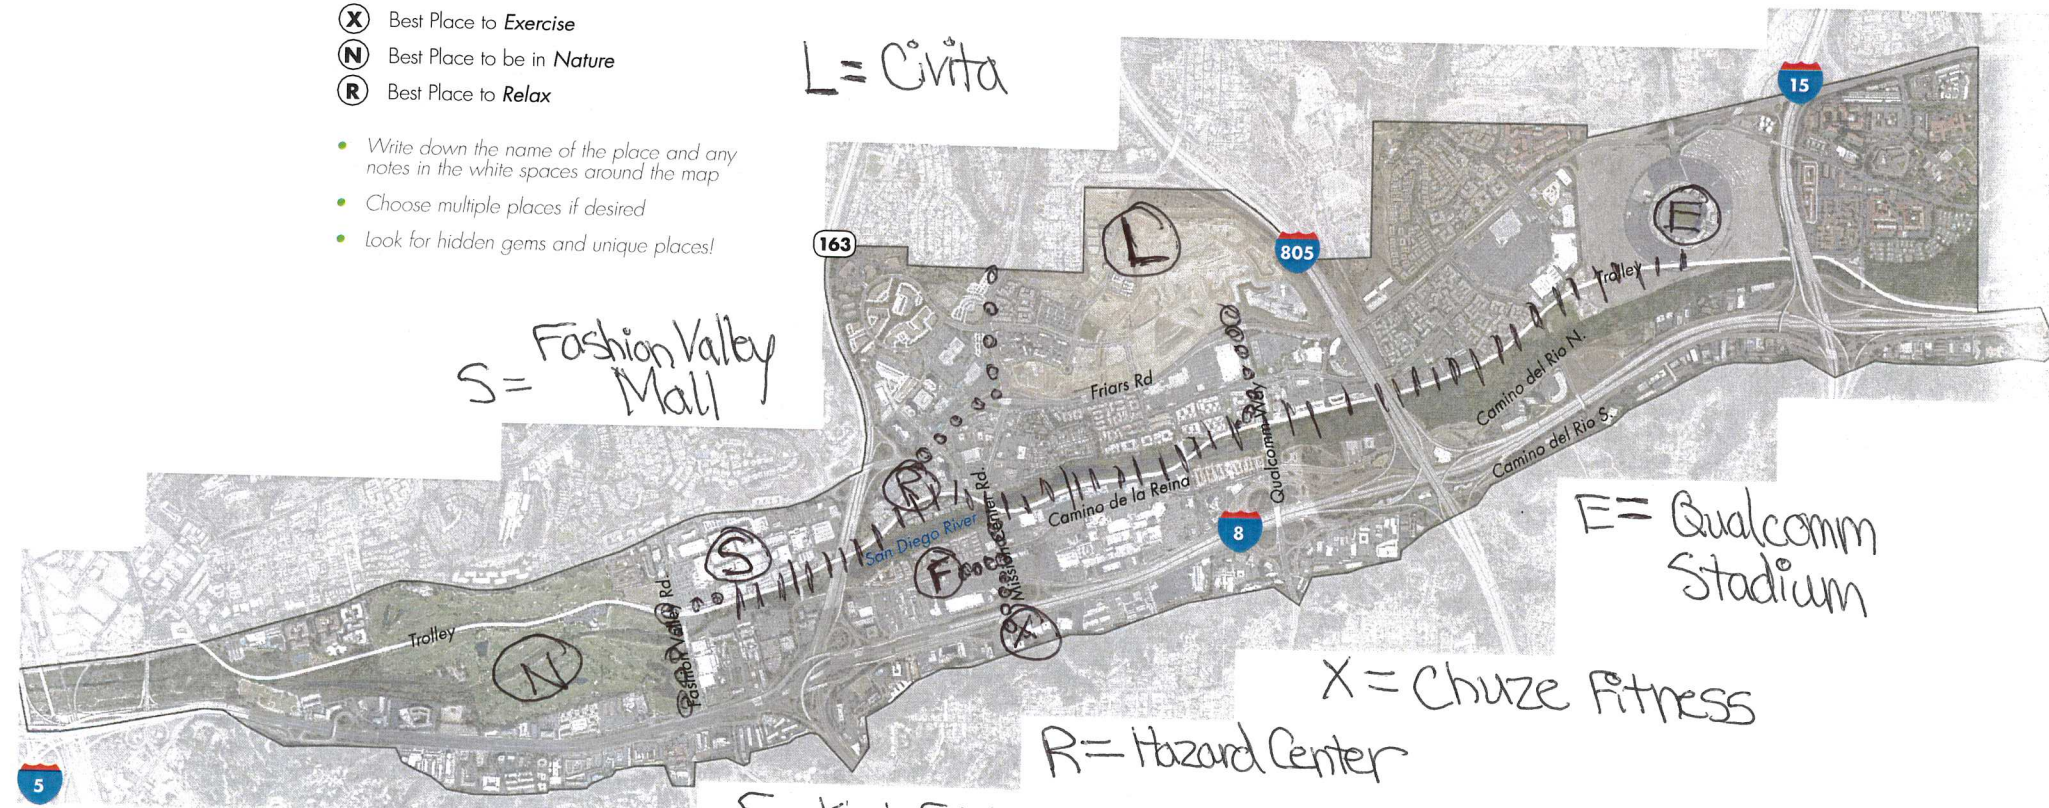 X Best Place to Exercise
N Best Place to be in Nature
R Best Place to Relax
• Write down the name of the place and any
notes in the white spaces around the map
• Choose multiple places if desired
• Look for hidden gems and unique places!
L = Civita
S = Fashion Valley
Mall
163
805
15
L
E
Trolley
Friars Rd
Qualcomm Way
Camino del Rio N.
Camino del Rio S.
R
Mission Center Rd.
Camino de la Reina
San Diego River
8
S
F
X
Fashion Valley Rd
Trolley
N
5
E = Qualcomm
Stadium
X = Chuze Fitness
R = Hazard Center